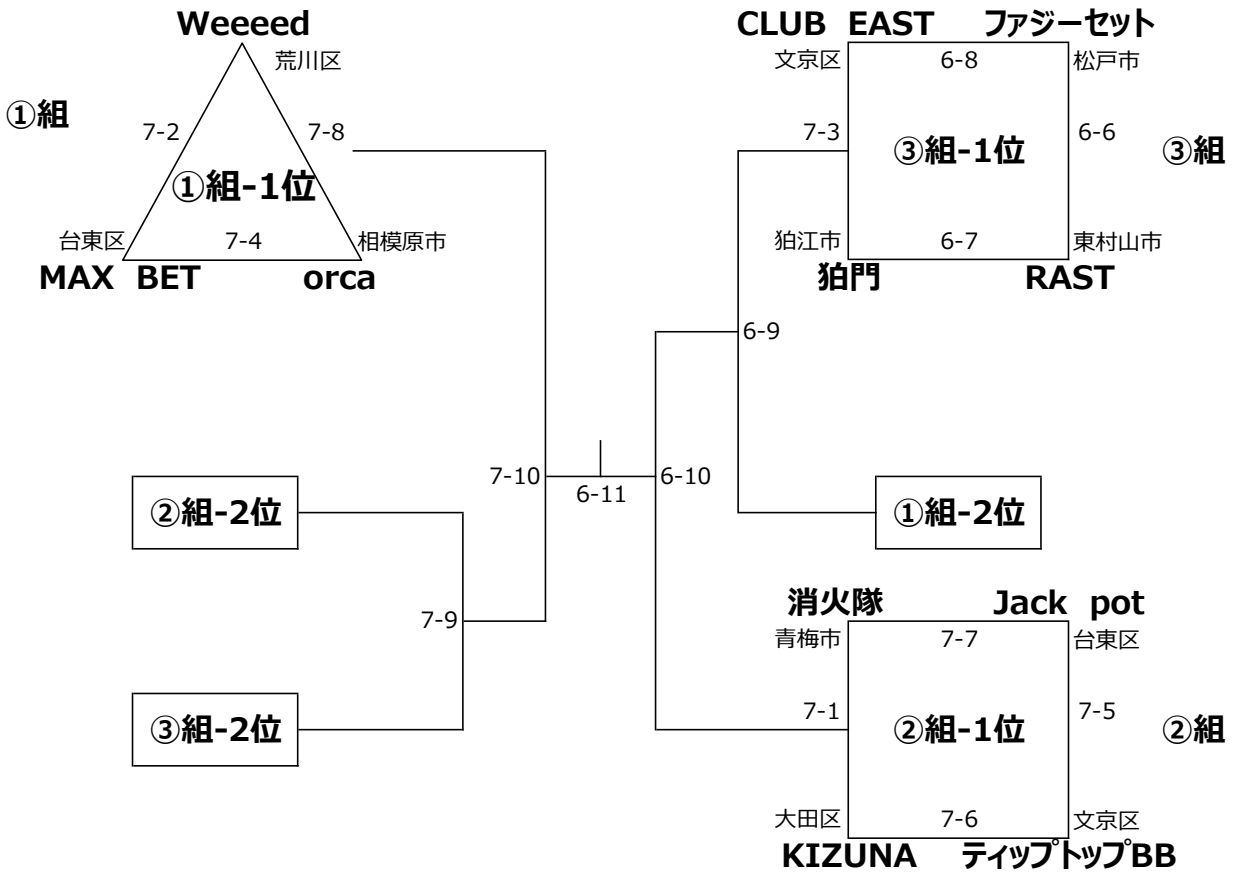 Weeeed
荒川区
①組
7-2
7-8
①組-1位
台東区
7-4
相模原市
MAX BET
orca
CLUB EAST
ファジーセット
文京区
6-8
松戸市
7-3
③組-1位
6-6
③組
狛江市
6-7
東村山市
狛門
RAST
6-9
7-10
6-11
6-10
②組-2位
①組-2位
7-9
③組-2位
消火隊
Jack pot
青梅市
7-7
台東区
7-1
②組-1位
7-5
②組
大田区
7-6
文京区
KIZUNA
ティップトップBB